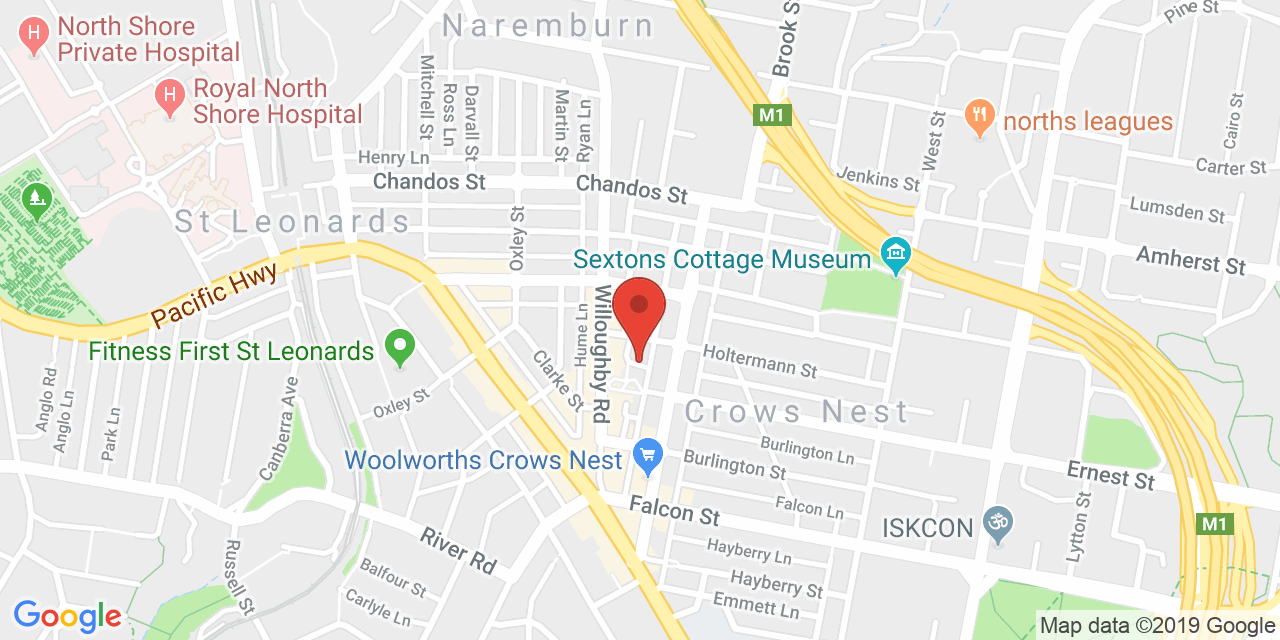 North Shore
Private Hospital
Naremburn
Brook S
Pine St
Royal North
Shore Hospital
Mitchell St
Ross Ln
Darvall St
Martin St
Ryan Ln
M1
norths leagues
West St
Cairo St
Henry Ln
Chandos St
Chandos St
Jenkins St
Carter St
St Leonards
Oxley St
Lumsden St
Sextons Cottage Museum
Amherst St
Pacific Hwy
Willoughby Rd
Hume Ln
Fitness First St Leonards
Clarke St
Holtermann St
Anglo Rd
Anglo Ln
Park Ln
Canberra Ave
Oxley St
Crows Nest
Woolworths Crows Nest
Burlington Ln
Burlington St
Ernest St
Falcon St
Falcon Ln
ISKCON
Lytton St
M1
River Rd
Russell St
Balfour St
Carlyle Ln
Hayberry Ln
Hayberry St
Emmett Ln
Google
Map data ©2019 Google